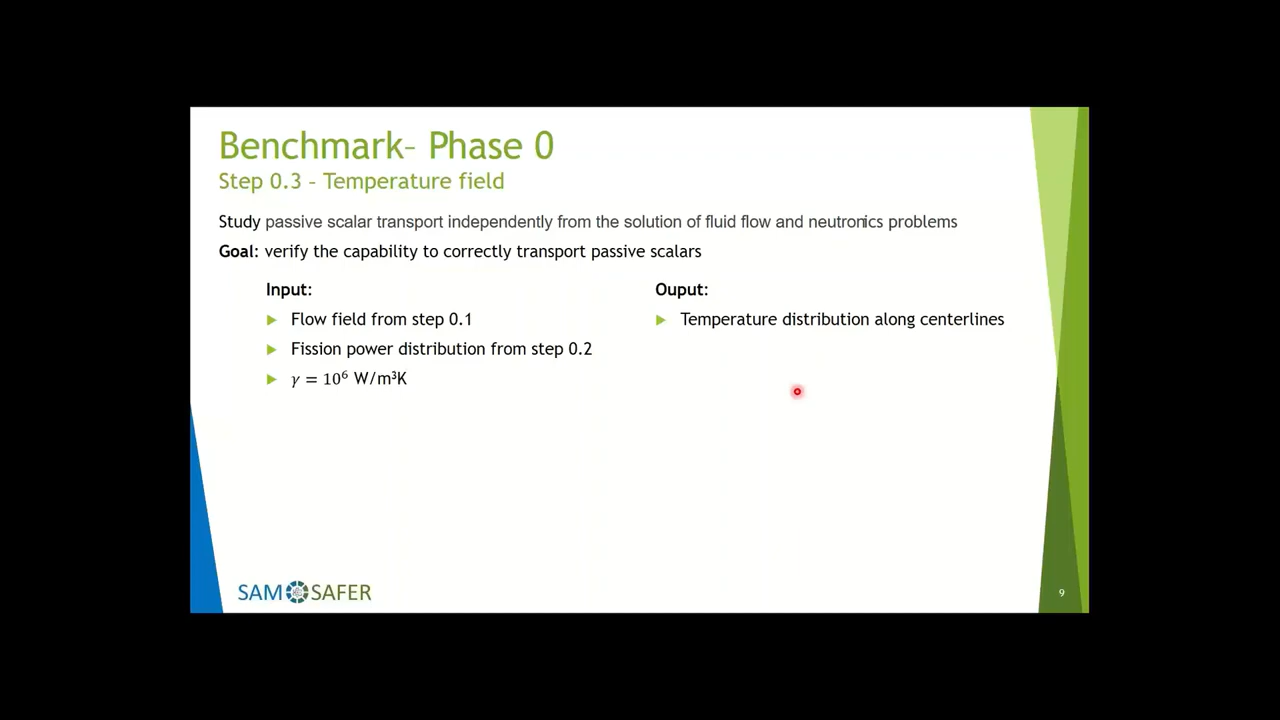 Benchmark– Phase 0
Step 0.3 – Temperature field
Study passive scalar transport independently from the solution of fluid flow and neutronics problems
Goal: verify the capability to correctly transport passive scalars
Input:
Flow field from step 0.1
Fission power distribution from step 0.2
γ = 10⁶ W/m³K
Ouput:
Temperature distribution along centerlines
SAM SAFER
9